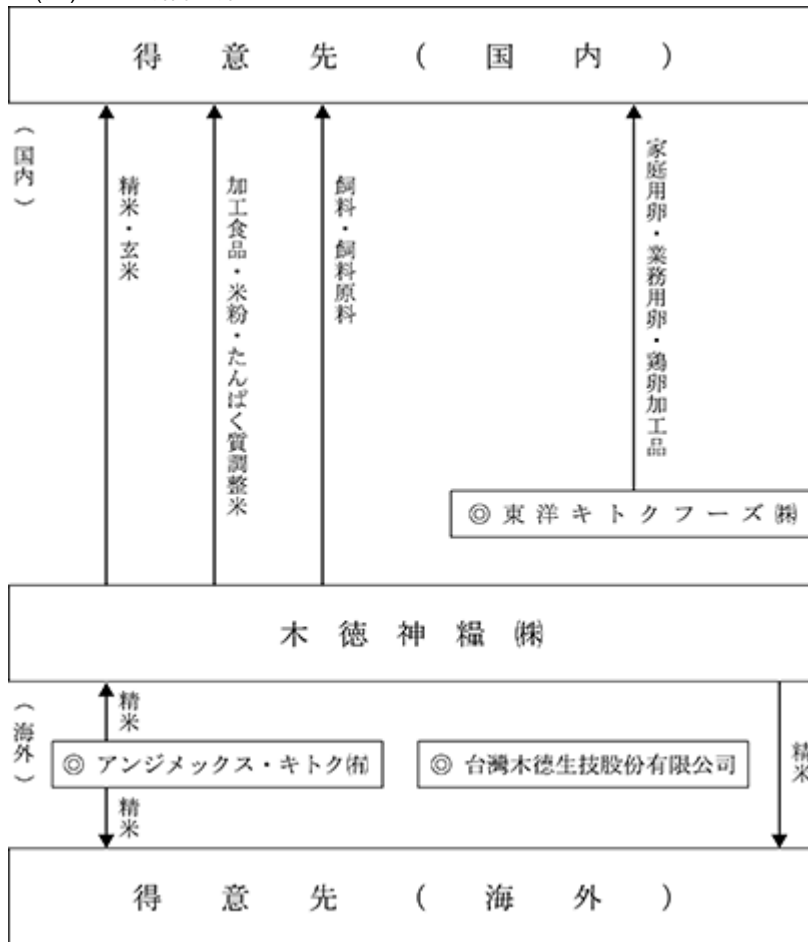 得意先(国内)
(国内)
精米・玄米
加工食品・米粉・たんぱく質調整米
飼料・飼料原料
家庭用卵・業務用卵・鶏卵加工品
◎ 東洋キトクフーズ㈱
木徳神糧㈱
(海外)
精米
◎ アンジメックス・キトク㈲
◎ 台灣木德生技股份有限公司
精米
精米
得意先(海外)